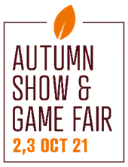 AUTUMN
SHOW &
GAME FAIR
2,3 OCT 21